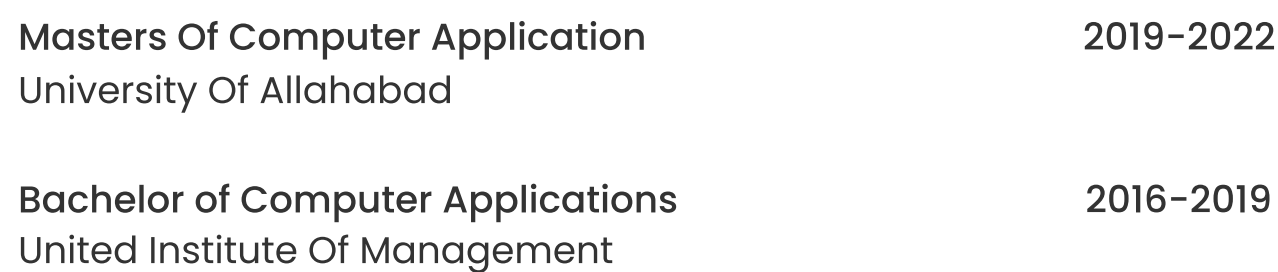 Masters Of Computer Application 2019-2022
University Of Allahabad
Bachelor of Computer Applications 2016-2019
United Institute Of Management